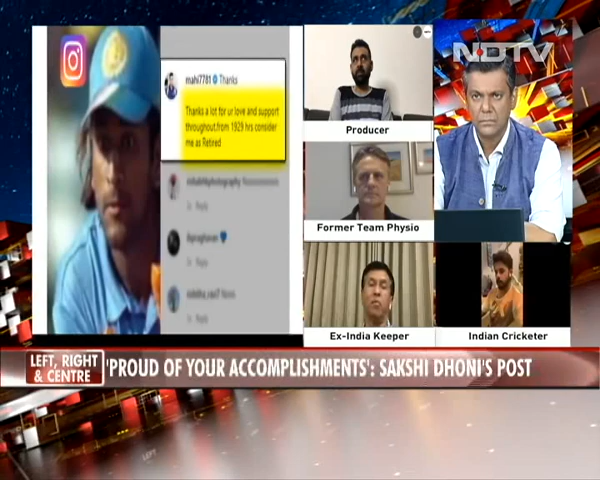 NDTV
mahi7781 Thanks
Thanks a lot for ur love and support
throughout.from 1929 hrs consider
me as Retired
Reply
Reply
Producer
Former Team Physio
Ex-India Keeper
Indian Cricketer
LEFT, RIGHT
& CENTRE
'PROUD OF YOUR ACCOMPLISHMENTS': SAKSHI DHONI'S POST
LEFT